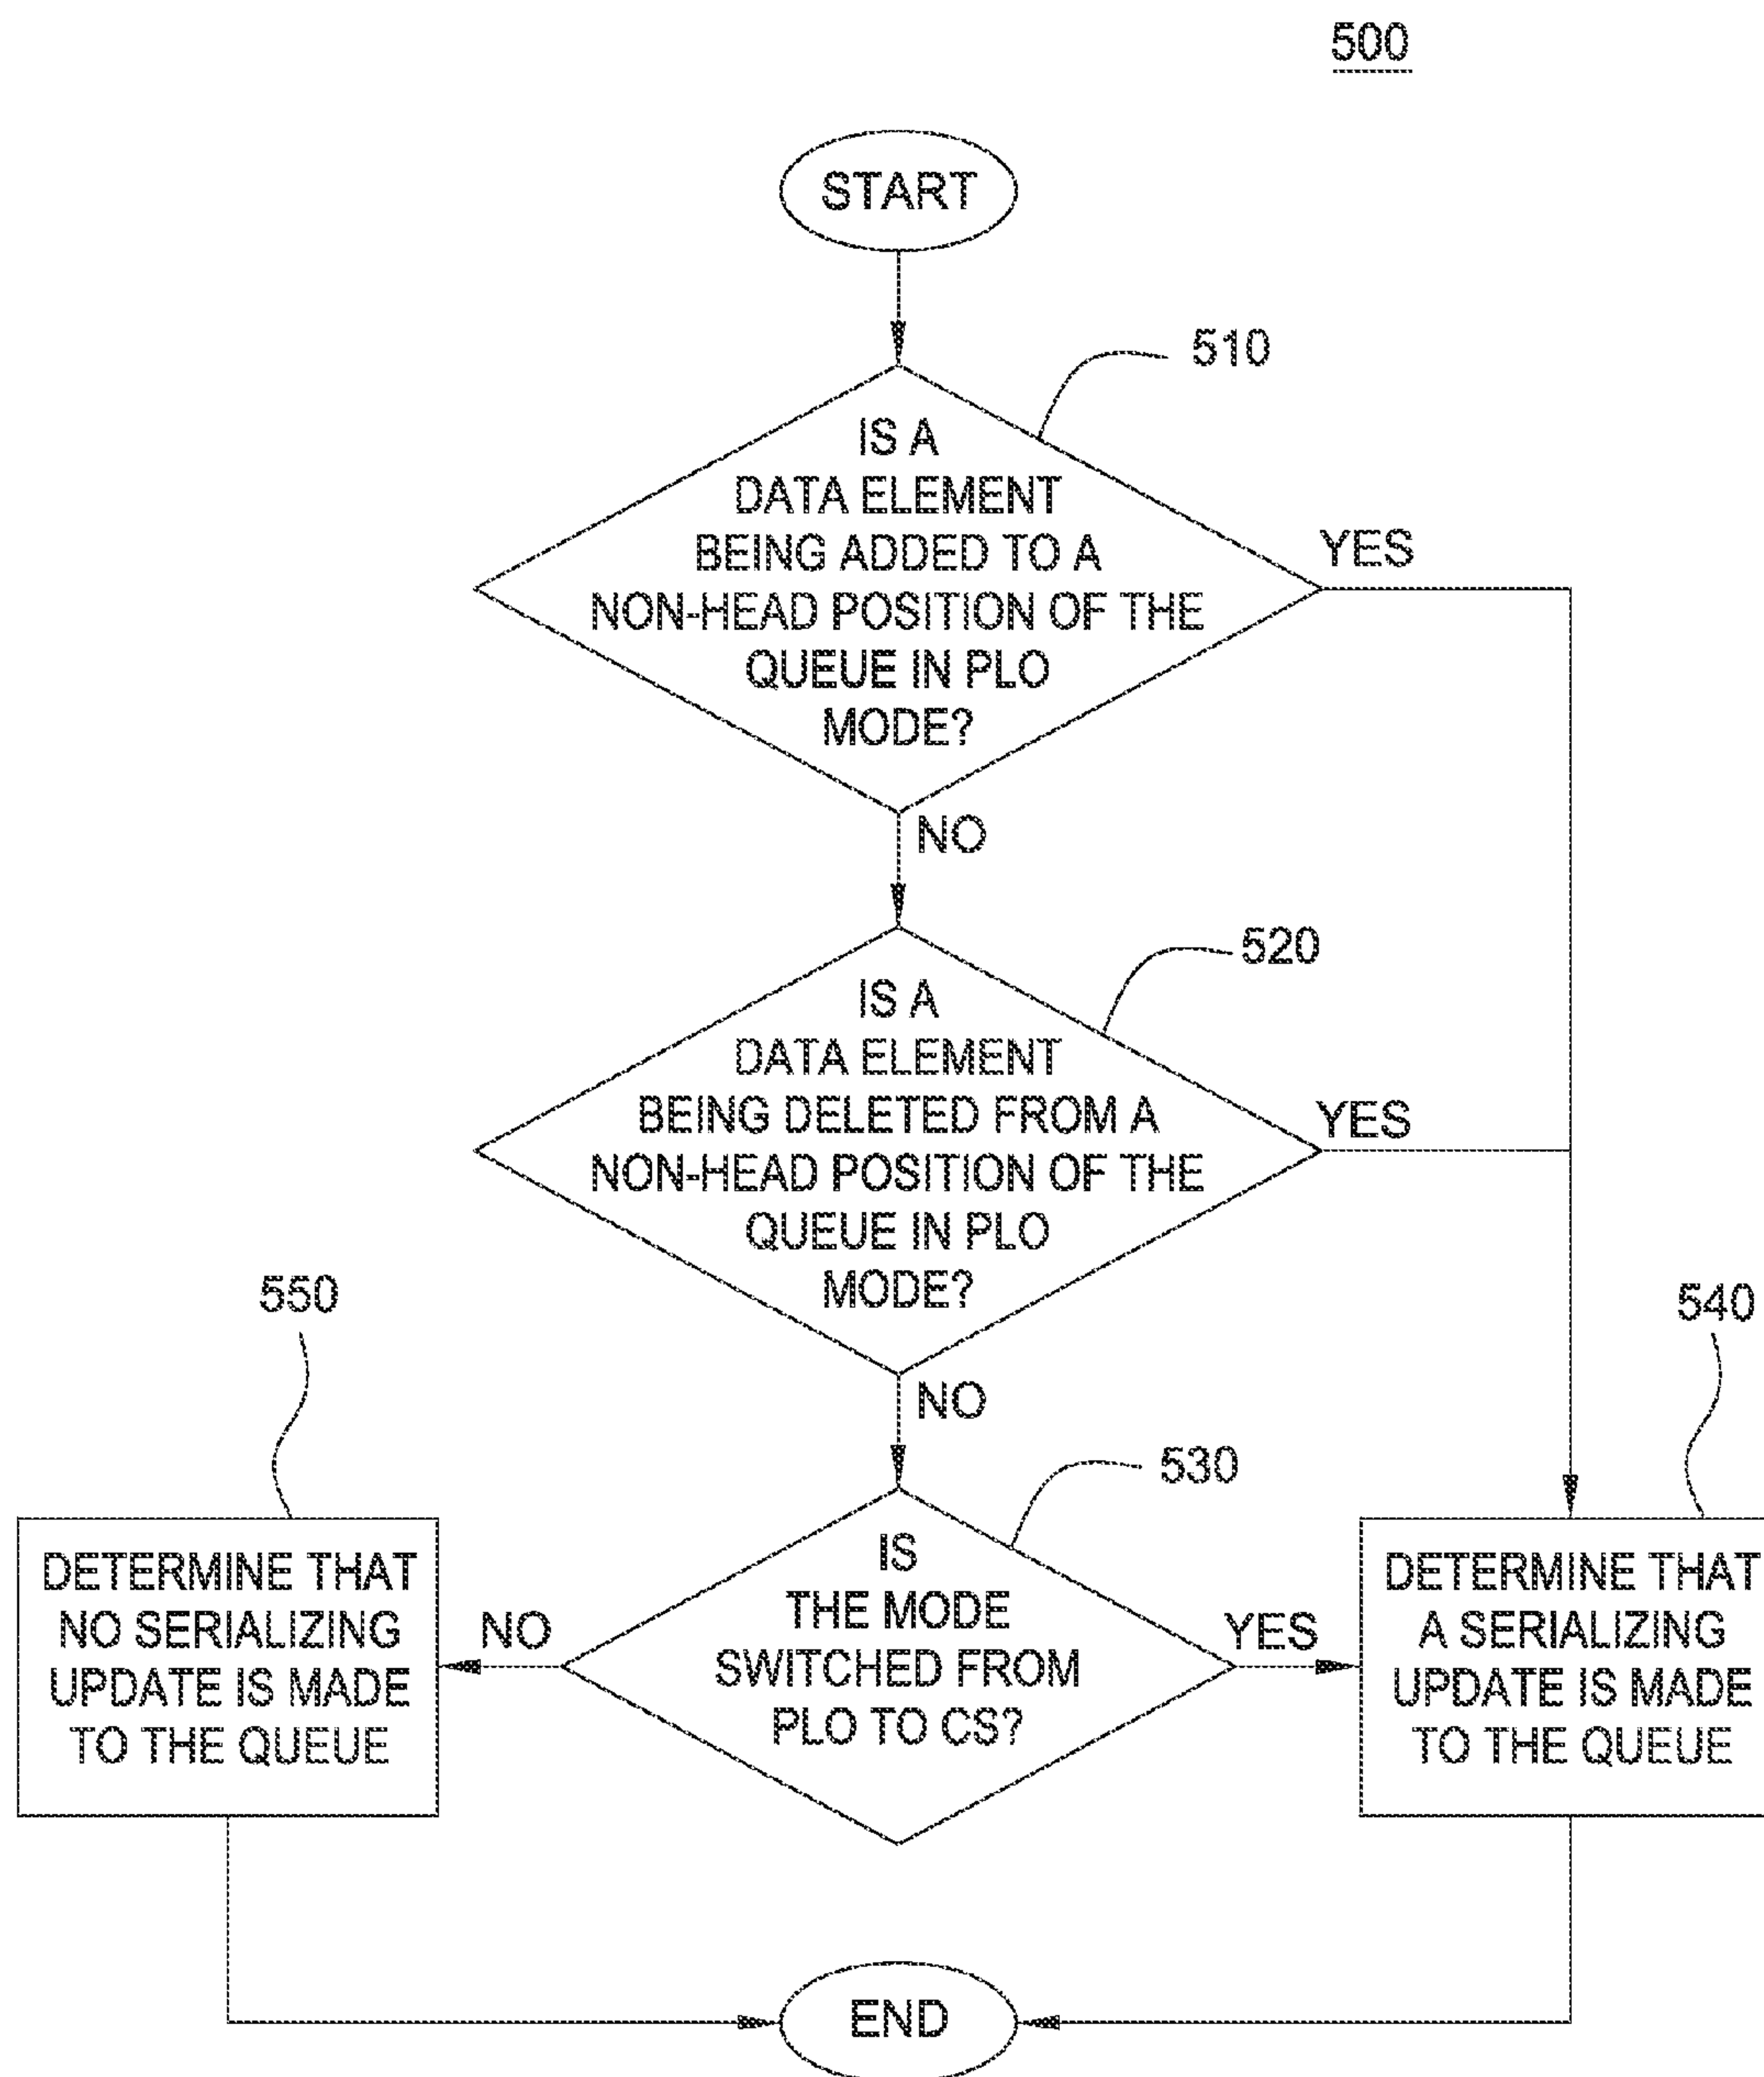 500
START
510
IS A
DATA ELEMENT
BEING ADDED TO A
NON-HEAD POSITION OF THE
QUEUE IN PLO
MODE?
YES
NO
520
IS A
DATA ELEMENT
BEING DELETED FROM A
NON-HEAD POSITION OF THE
QUEUE IN PLO
MODE?
YES
NO
550
540
530
DETERMINE THAT
NO SERIALIZING
UPDATE IS MADE
TO THE QUEUE
NO
IS
THE MODE
SWITCHED FROM
PLO TO CS?
YES
DETERMINE THAT
A SERIALIZING
UPDATE IS MADE
TO THE QUEUE
END